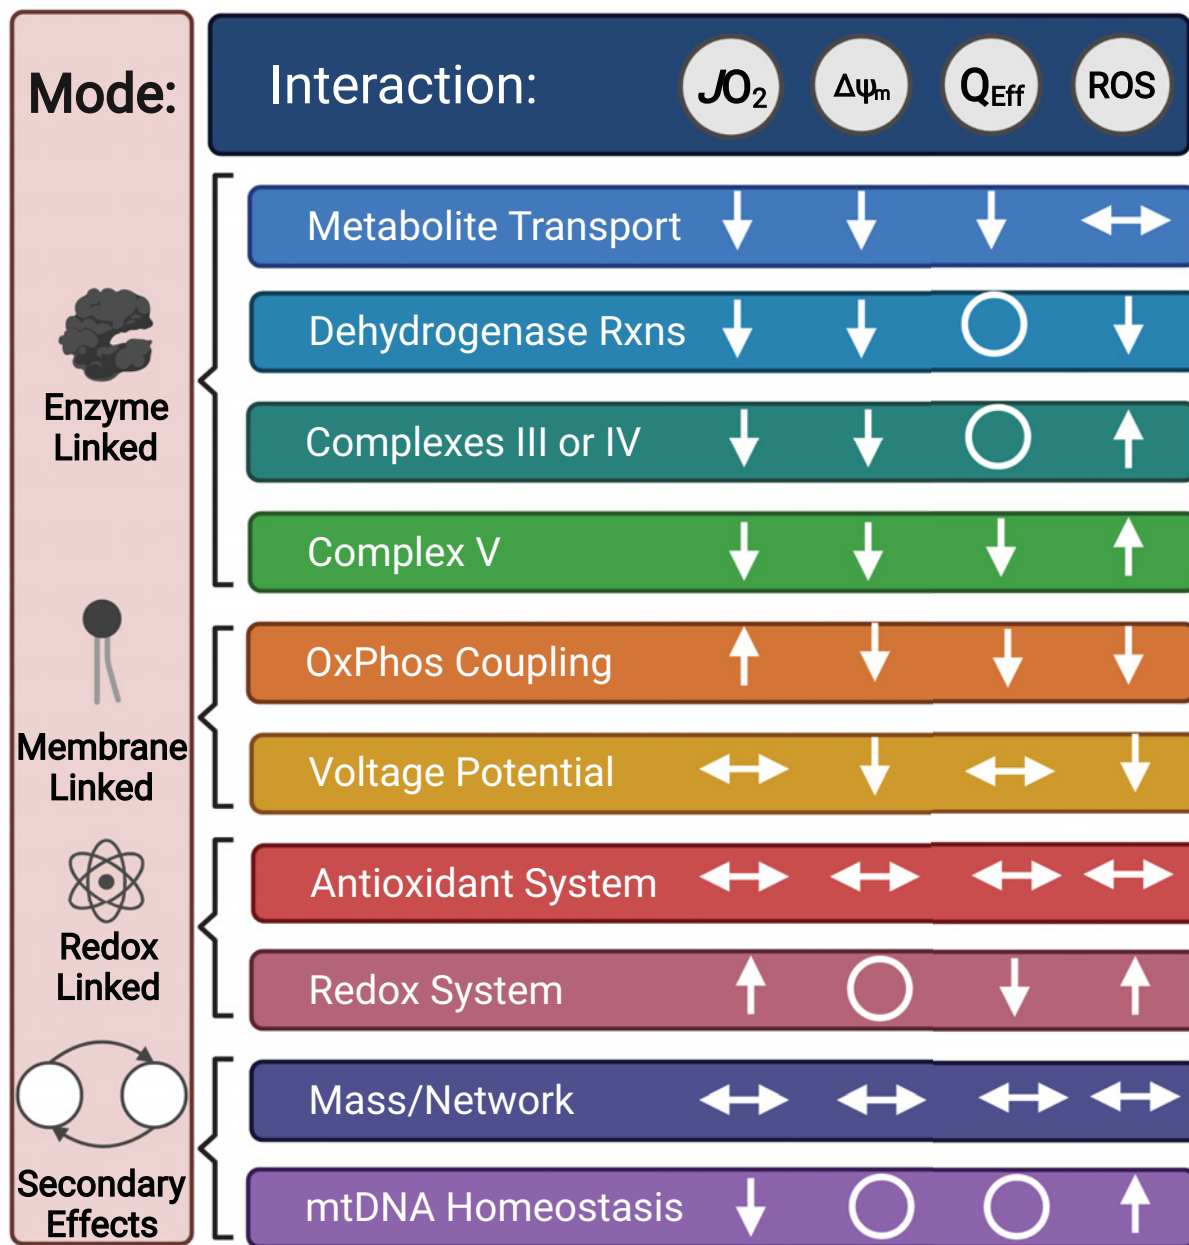 Mode:
Interaction:
JO₂
Δψₘ
Q_Eff
ROS
Enzyme
Linked
Metabolite Transport
Dehydrogenase Rxns
Complexes III or IV
Complex V
Membrane
Linked
OxPhos Coupling
Voltage Potential
Redox
Linked
Antioxidant System
Redox System
Secondary
Effects
Mass/Network
mtDNA Homeostasis